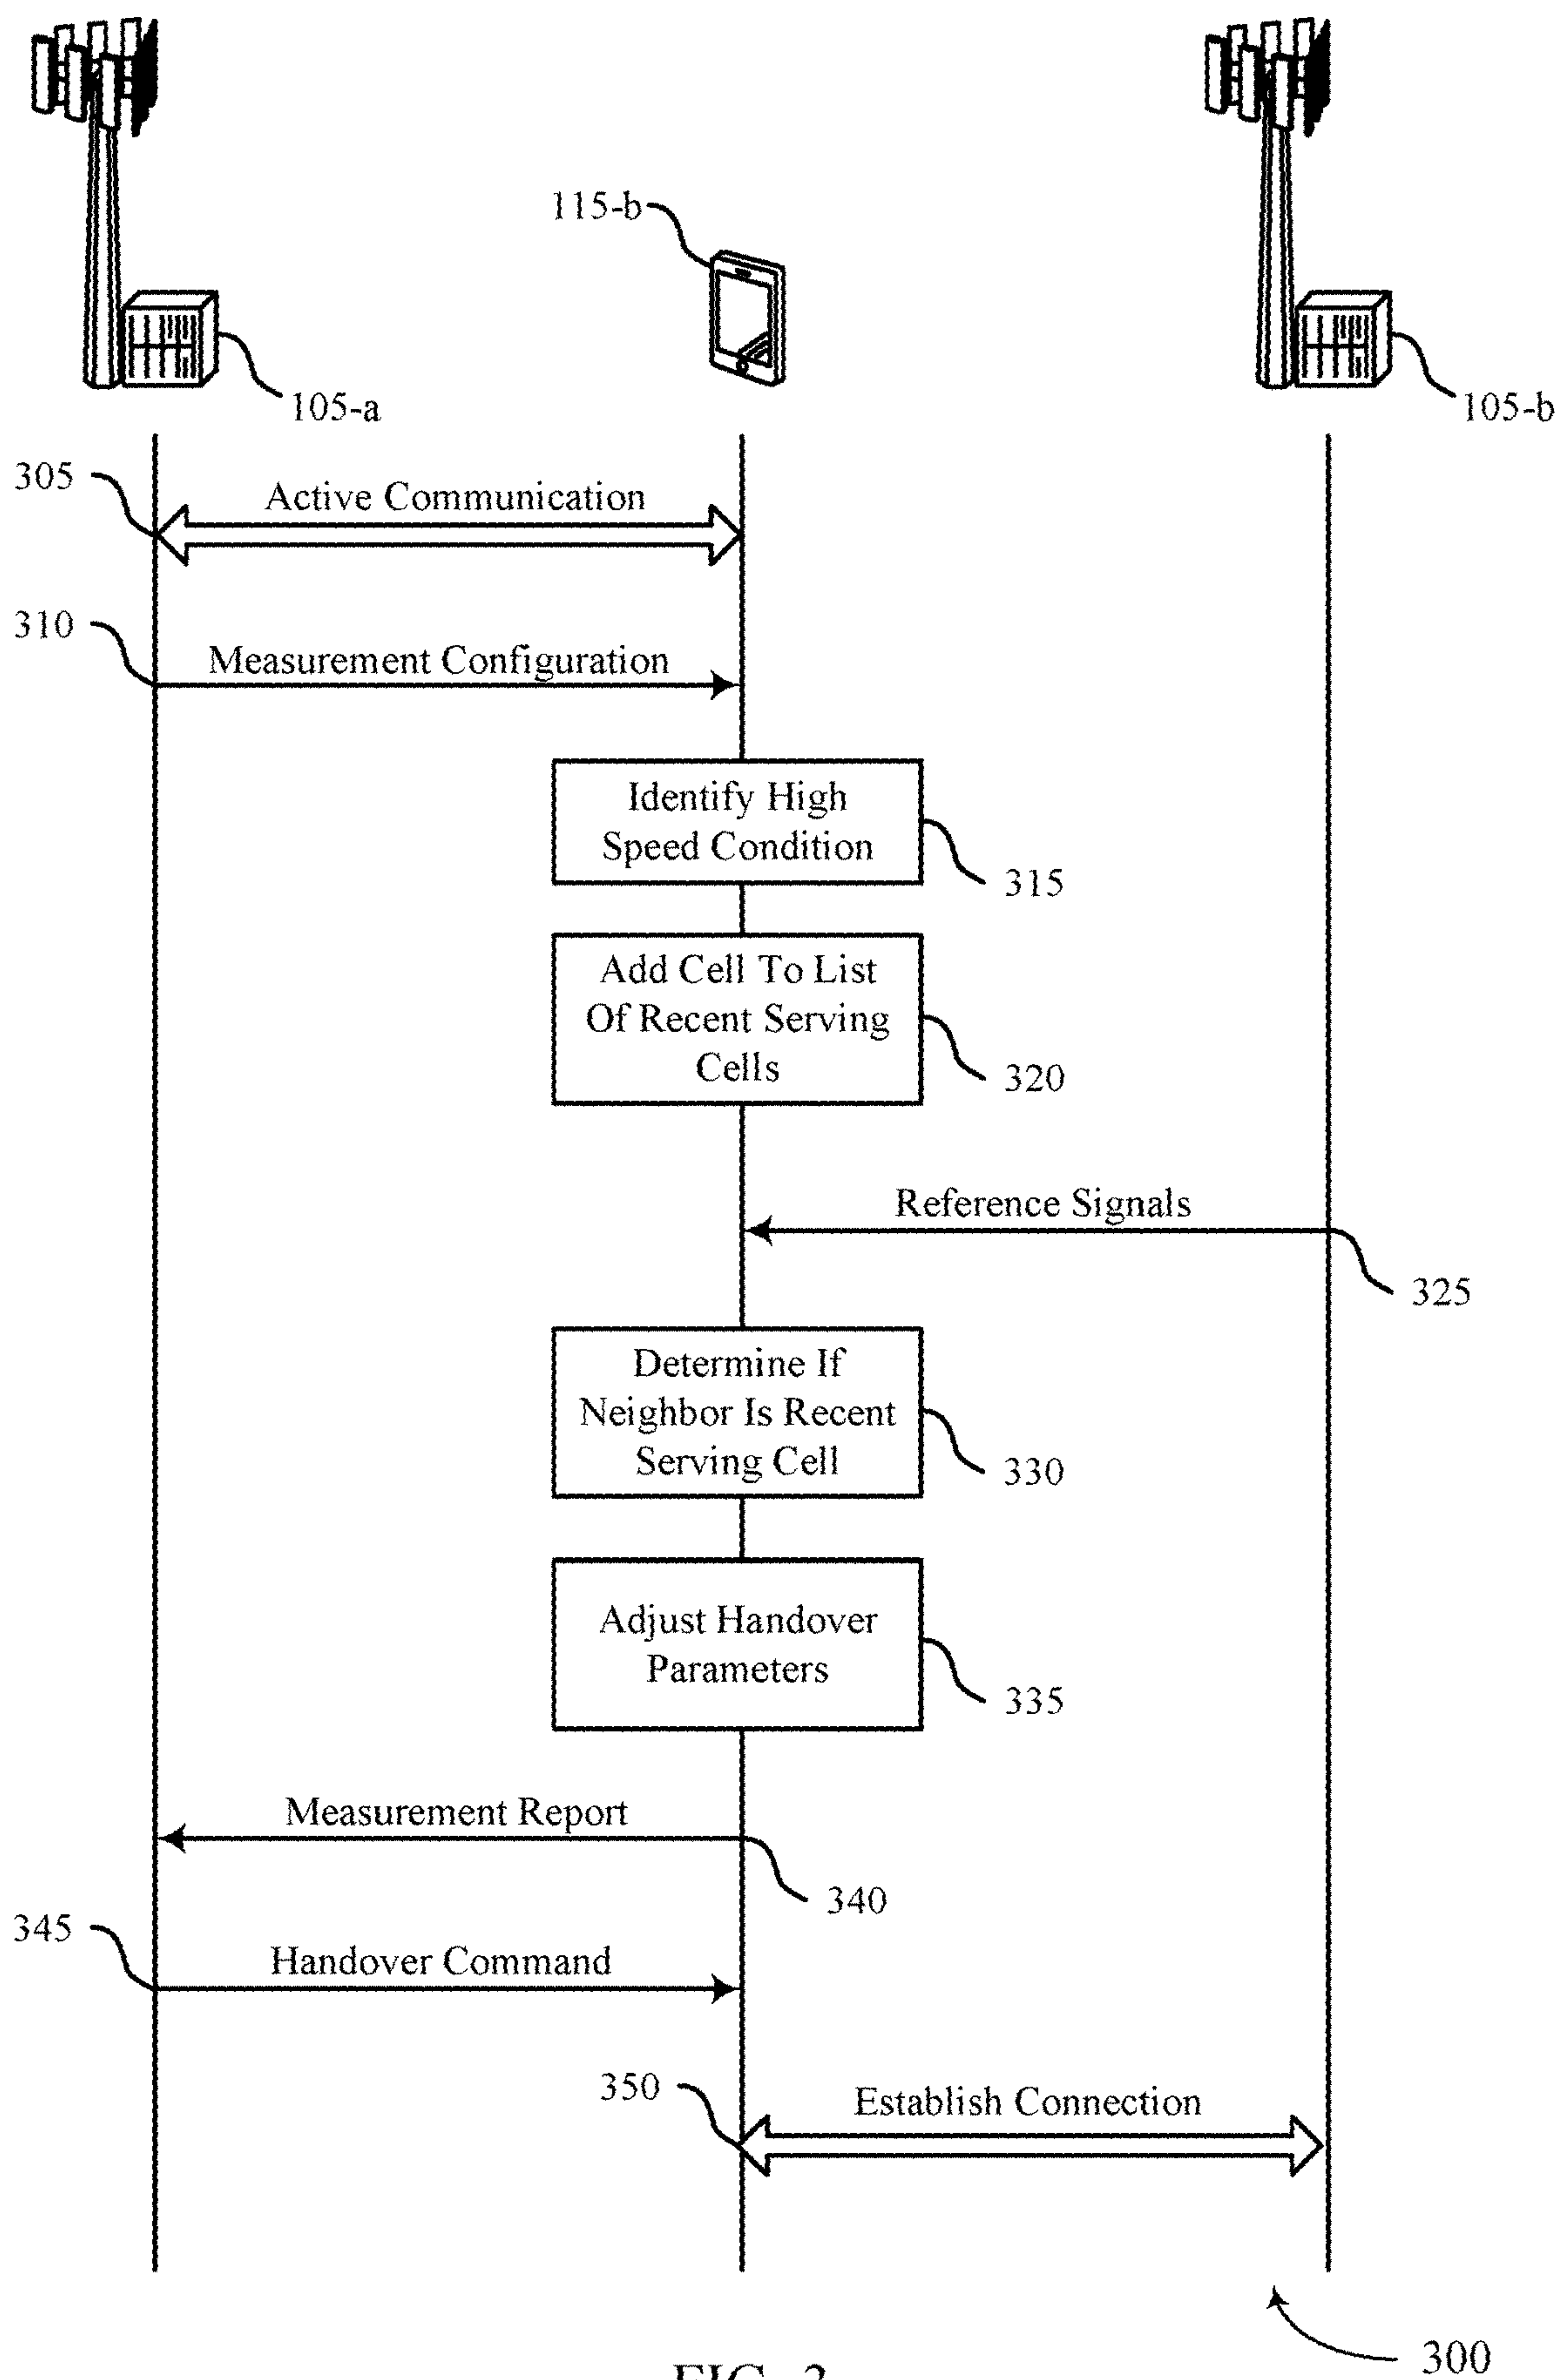 115-b
105-a
105-b
305
Active Communication
310
Measurement Configuration
Identify High
Speed Condition
315
Add Cell To List
Of Recent Serving
Cells
320
Reference Signals
325
Determine If
Neighbor Is Recent
Serving Cell
330
Adjust Handover
Parameters
335
Measurement Report
340
345
Handover Command
350
Establish Connection
300